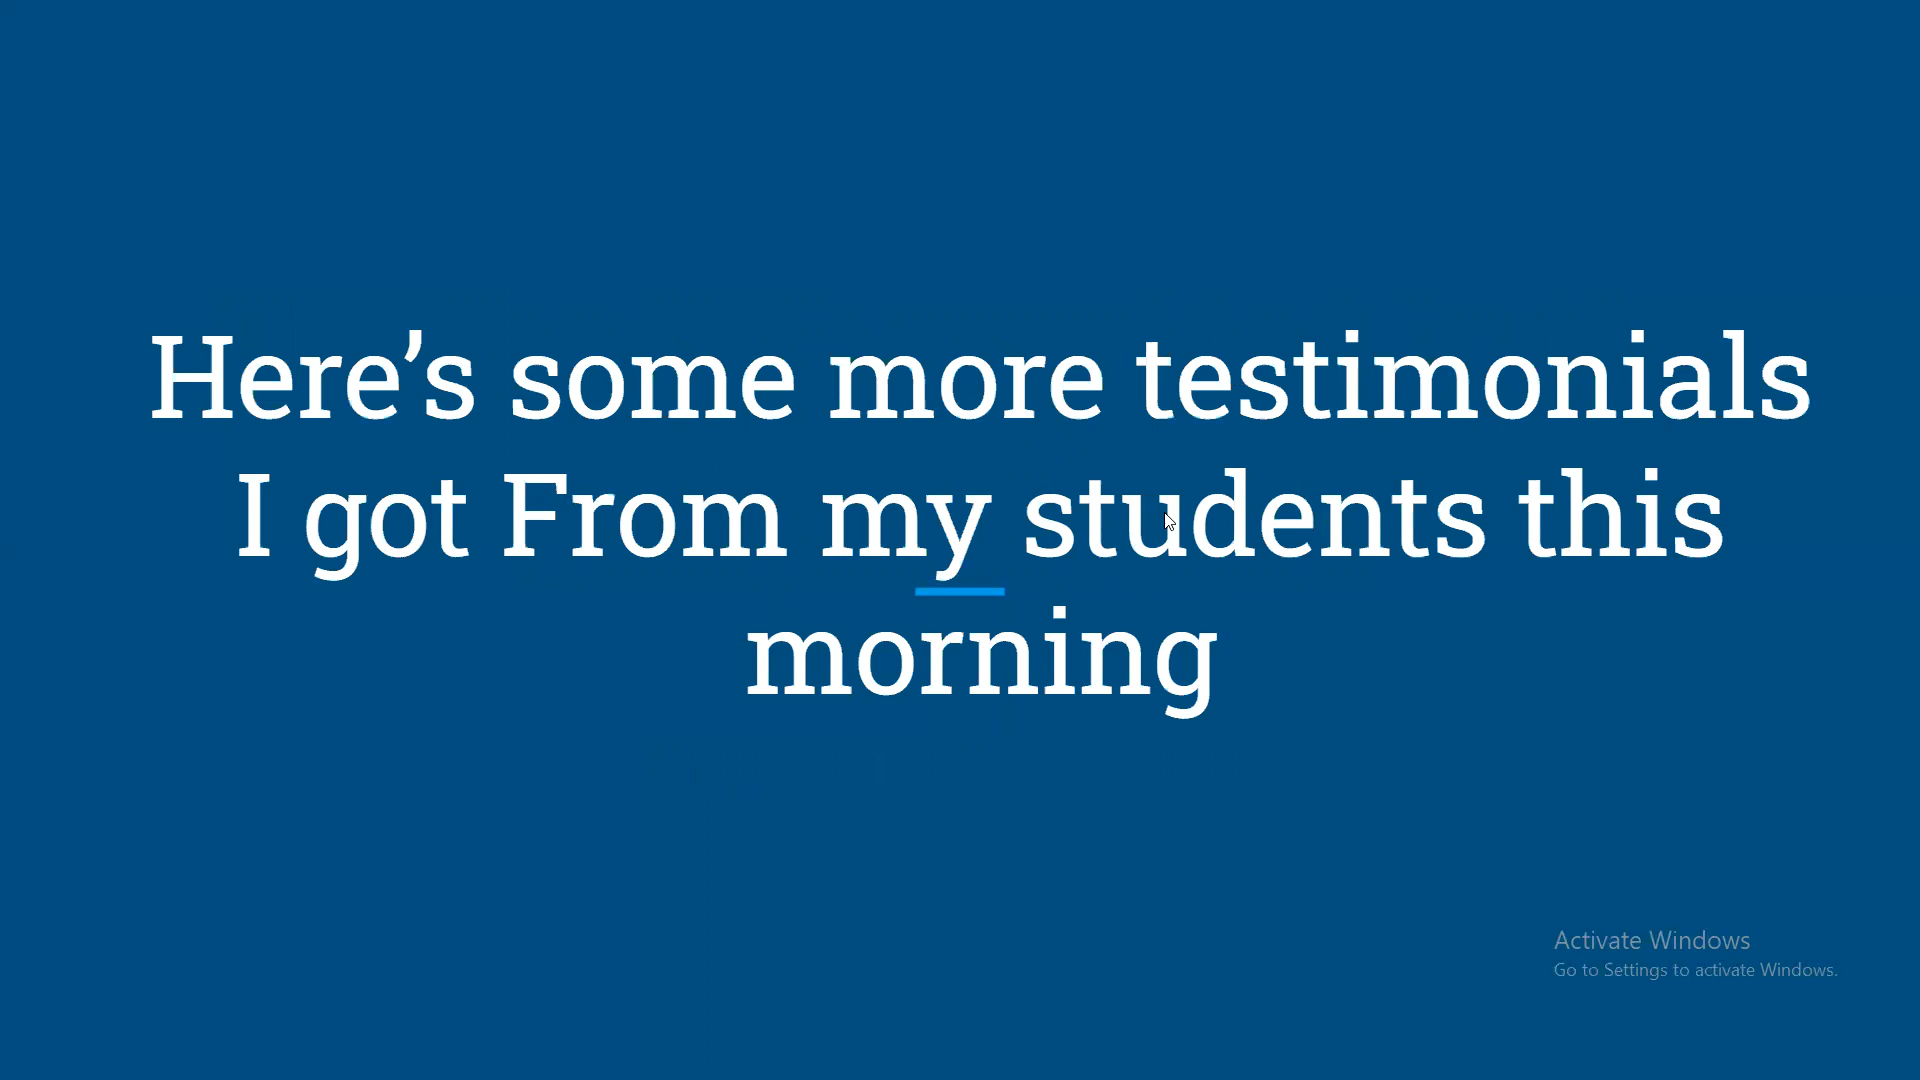 Here’s some more testimonials
I got From my students this
morning
Activate Windows
Go to Settings to activate Windows.